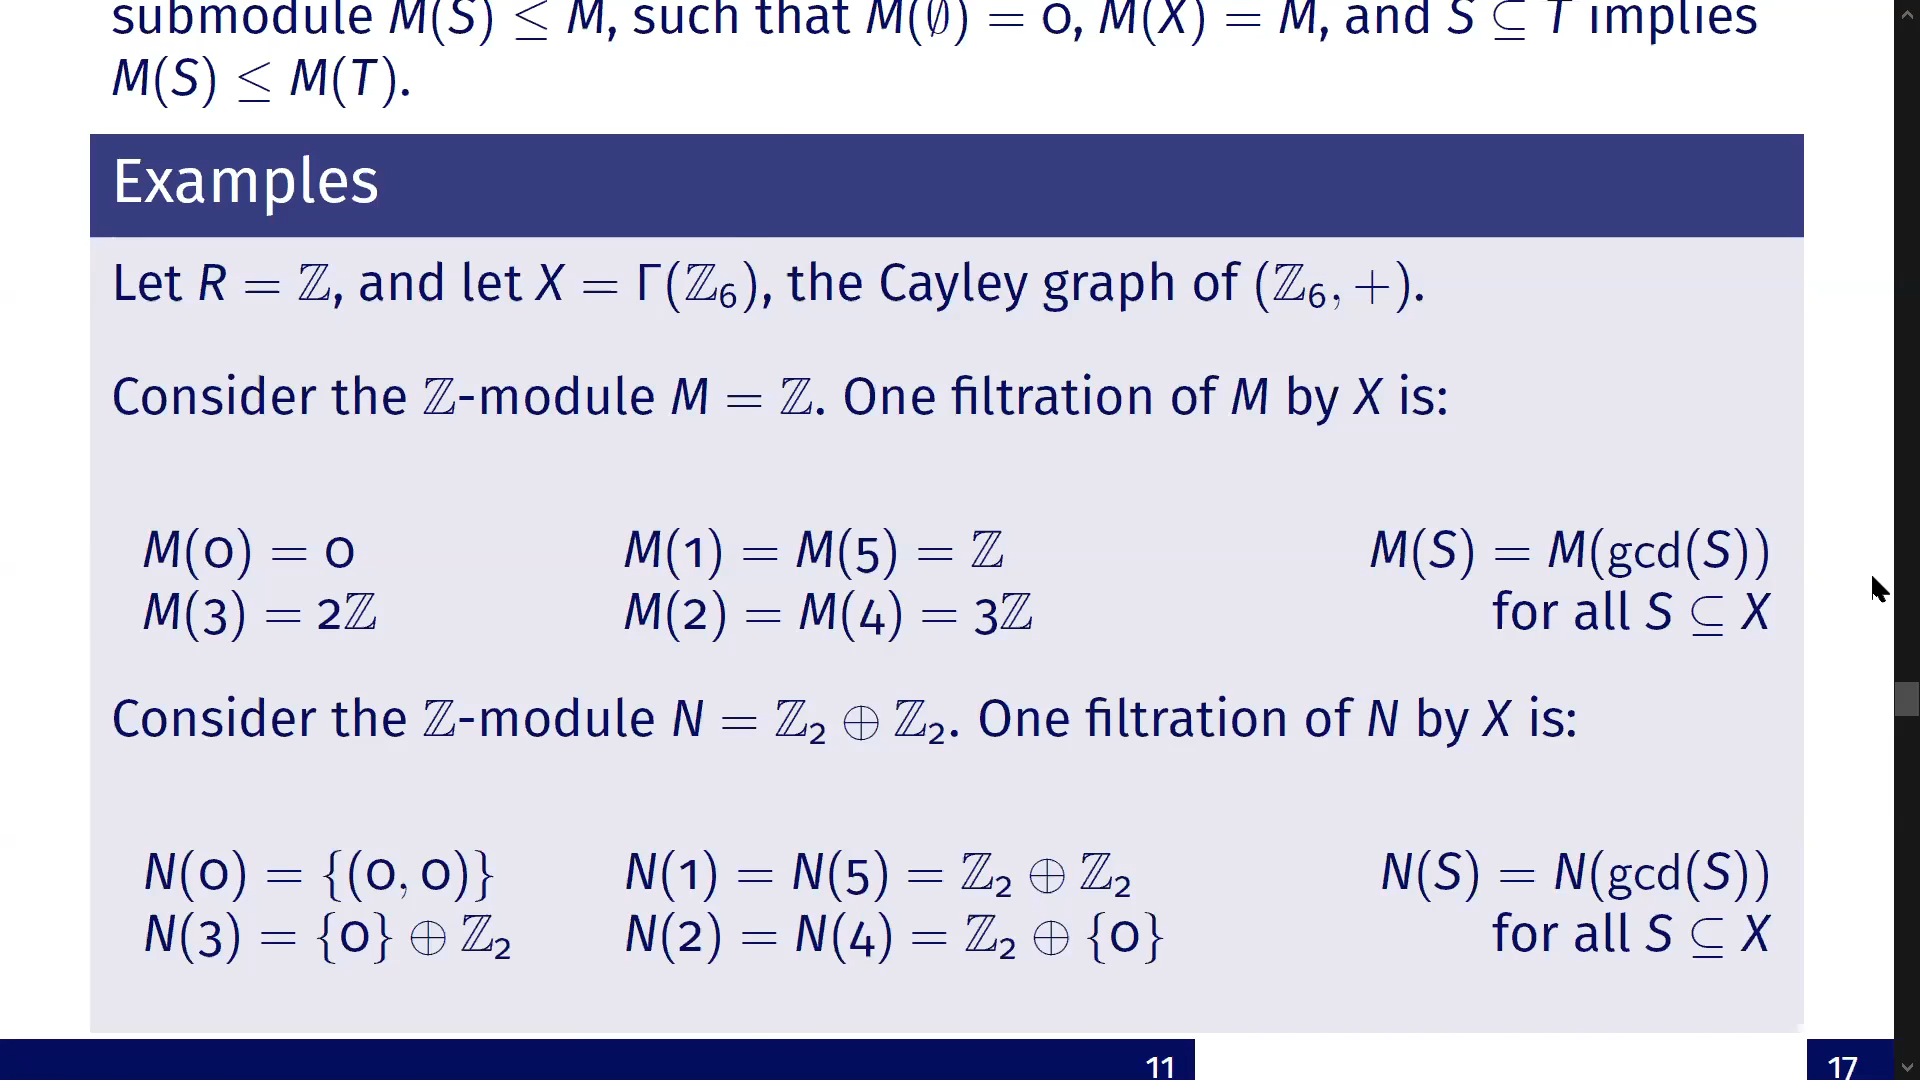 submodule M(S) ≤ M, such that M(∅) = 0, M(X) = M, and S ⊆ T implies
M(S) ≤ M(T).
Examples
Let R = ℤ, and let X = Γ(ℤ₆), the Cayley graph of (ℤ₆, +).
Consider the ℤ-module M = ℤ. One filtration of M by X is:
M(0) = 0 M(1) = M(5) = ℤ M(S) = M(gcd(S))
M(3) = 2ℤ M(2) = M(4) = 3ℤ for all S ⊆ X
Consider the ℤ-module N = ℤ₂ ⊕ ℤ₂. One filtration of N by X is:
N(0) = {(0, 0)} N(1) = N(5) = ℤ₂ ⊕ ℤ₂ N(S) = N(gcd(S))
N(3) = {0} ⊕ ℤ₂ N(2) = N(4) = ℤ₂ ⊕ {0} for all S ⊆ X
11 17